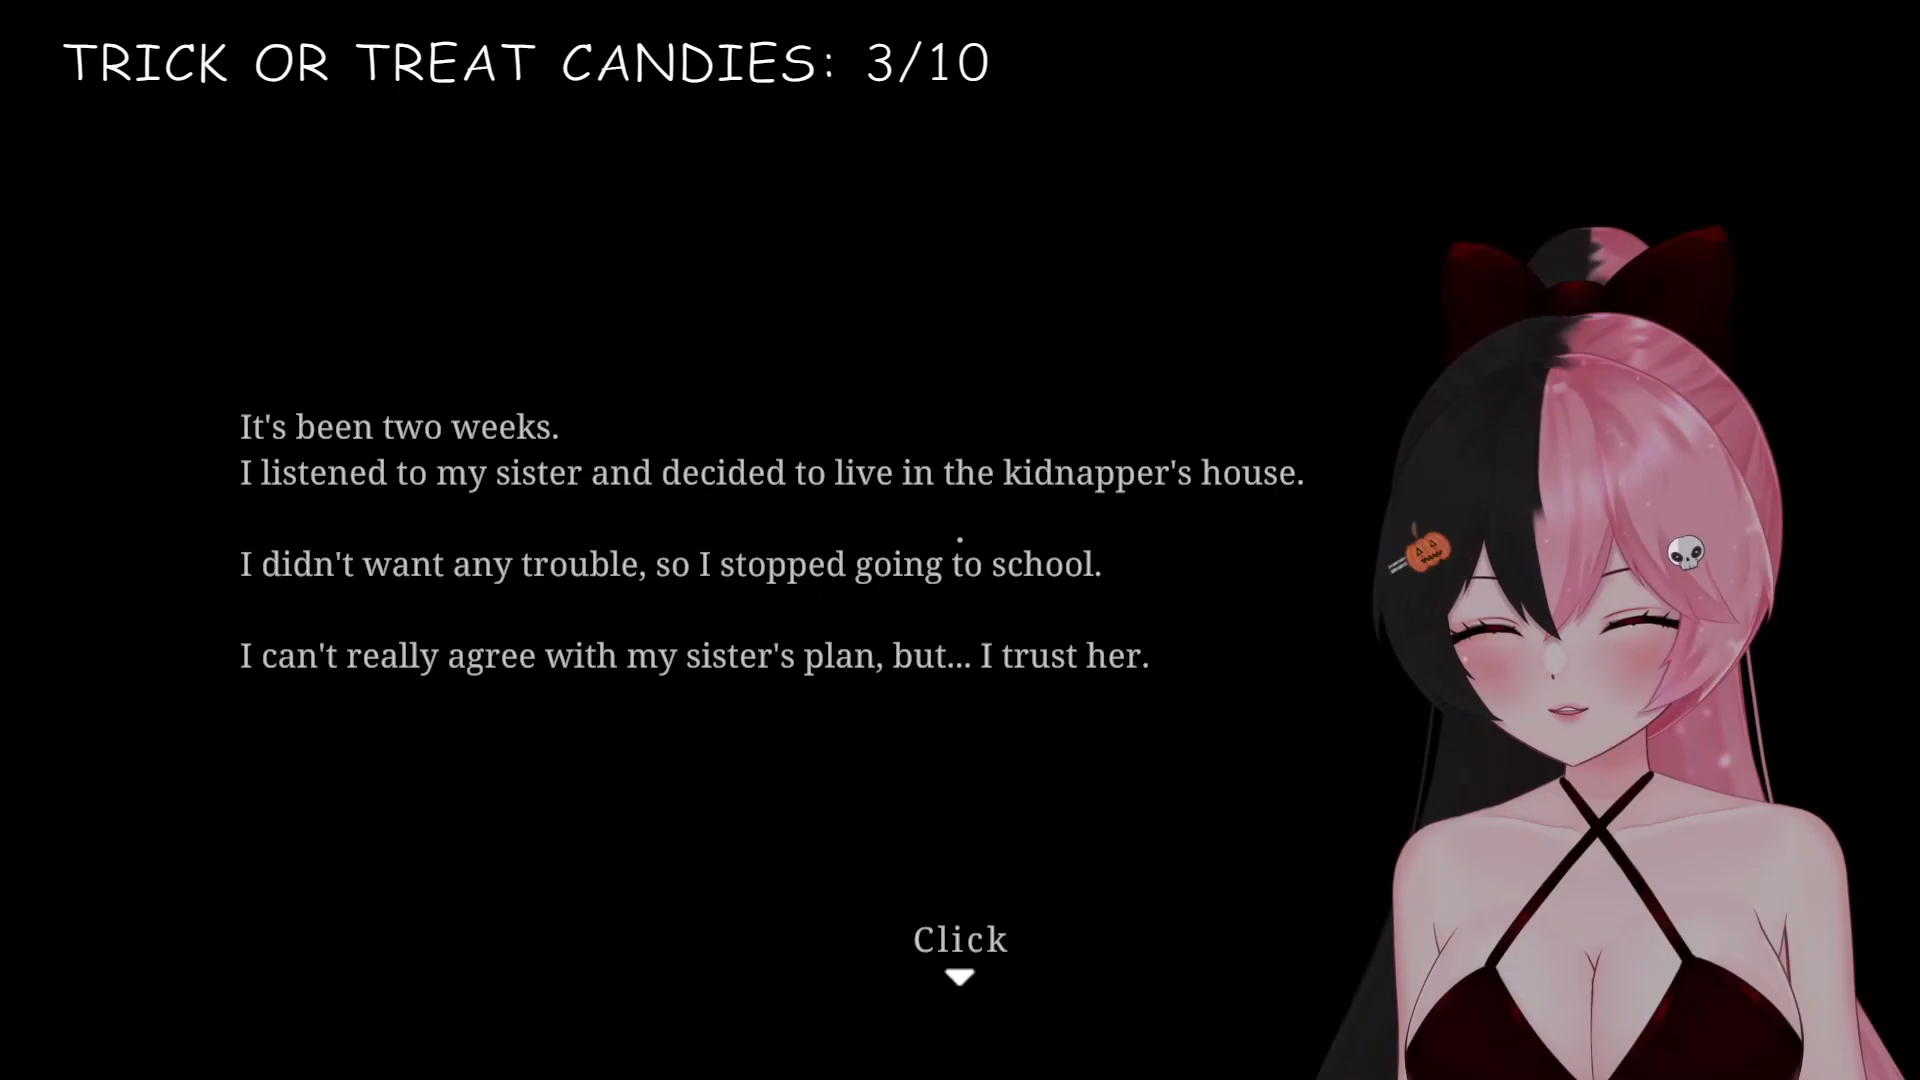 TRICK OR TREAT CANDIES: 3/10
It's been two weeks.
I listened to my sister and decided to live in the kidnapper's house.
I didn't want any trouble, so I stopped going to school.
I can't really agree with my sister's plan, but... I trust her.
Click